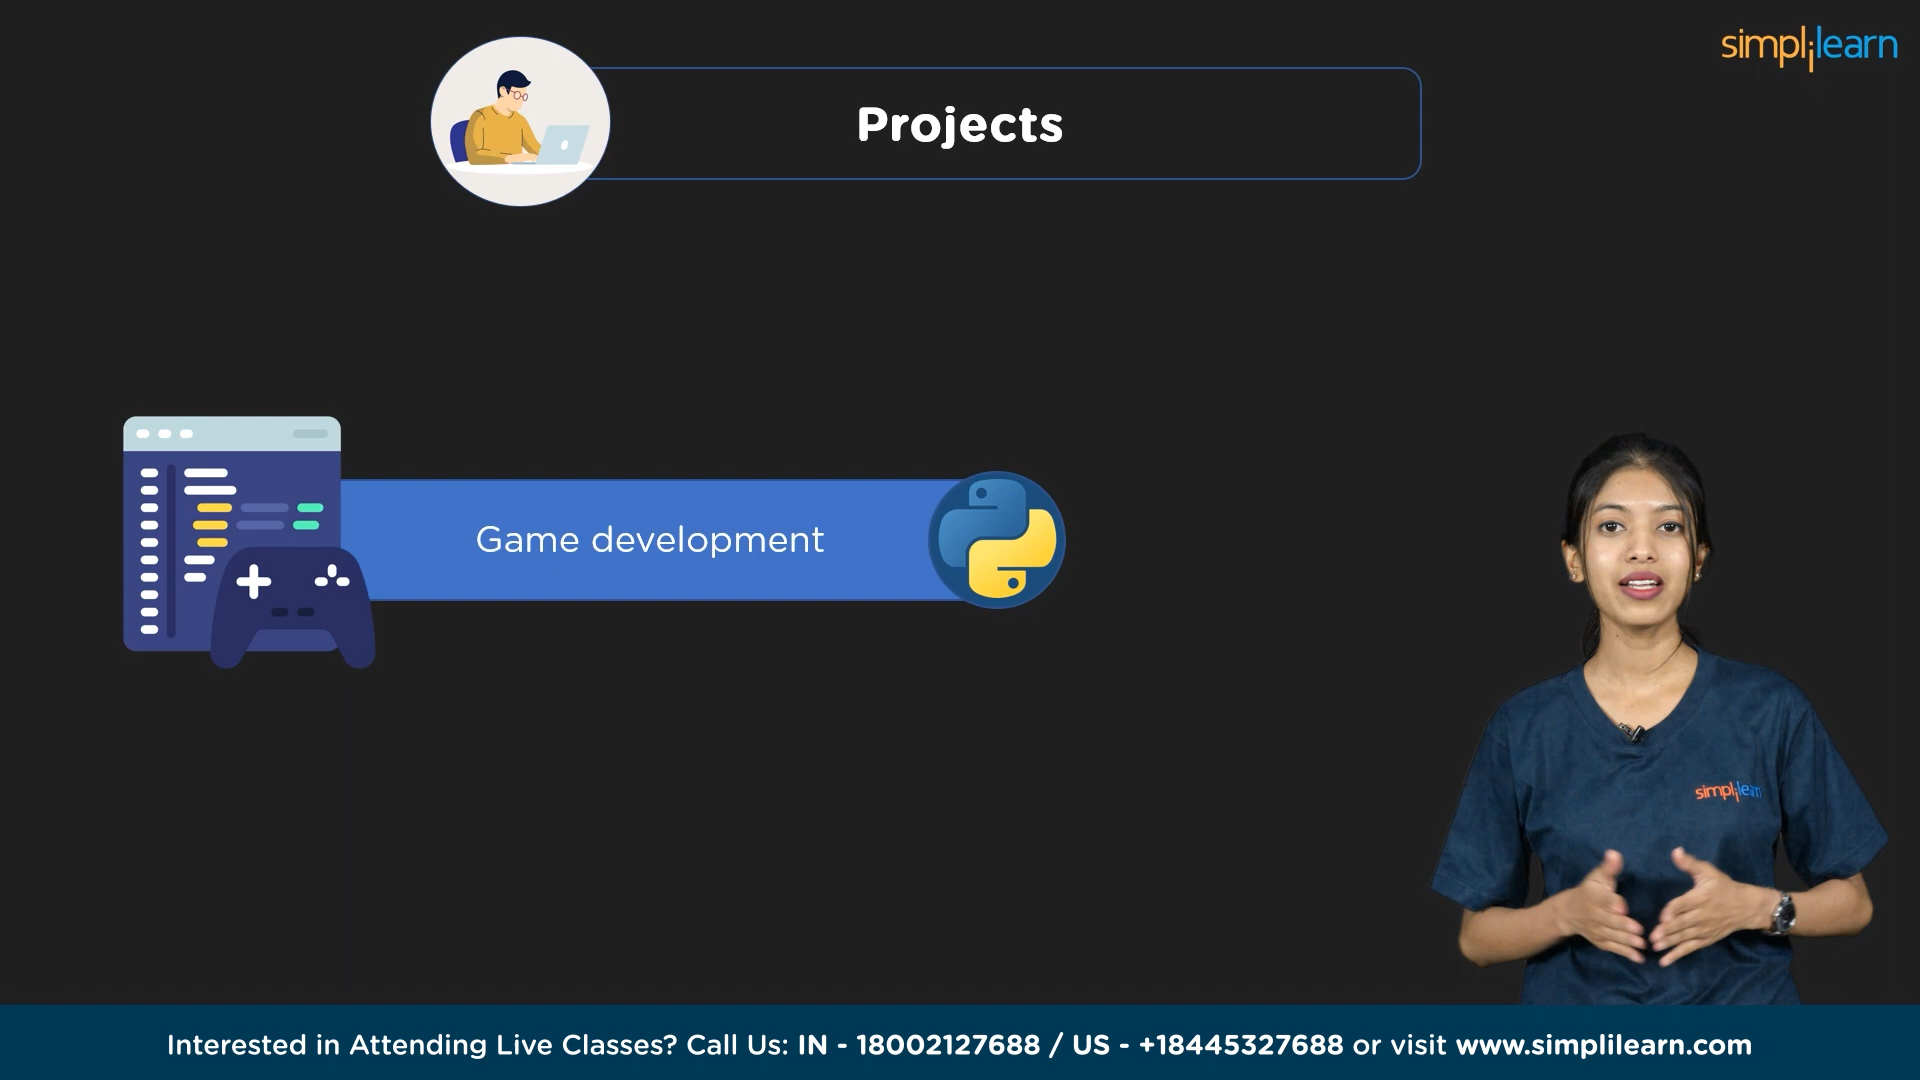 simplilearn
Projects
Game development
simplilearn
Interested in Attending Live Classes? Call Us: IN - 18002127688 / US - +18445327688 or visit www.simplilearn.com